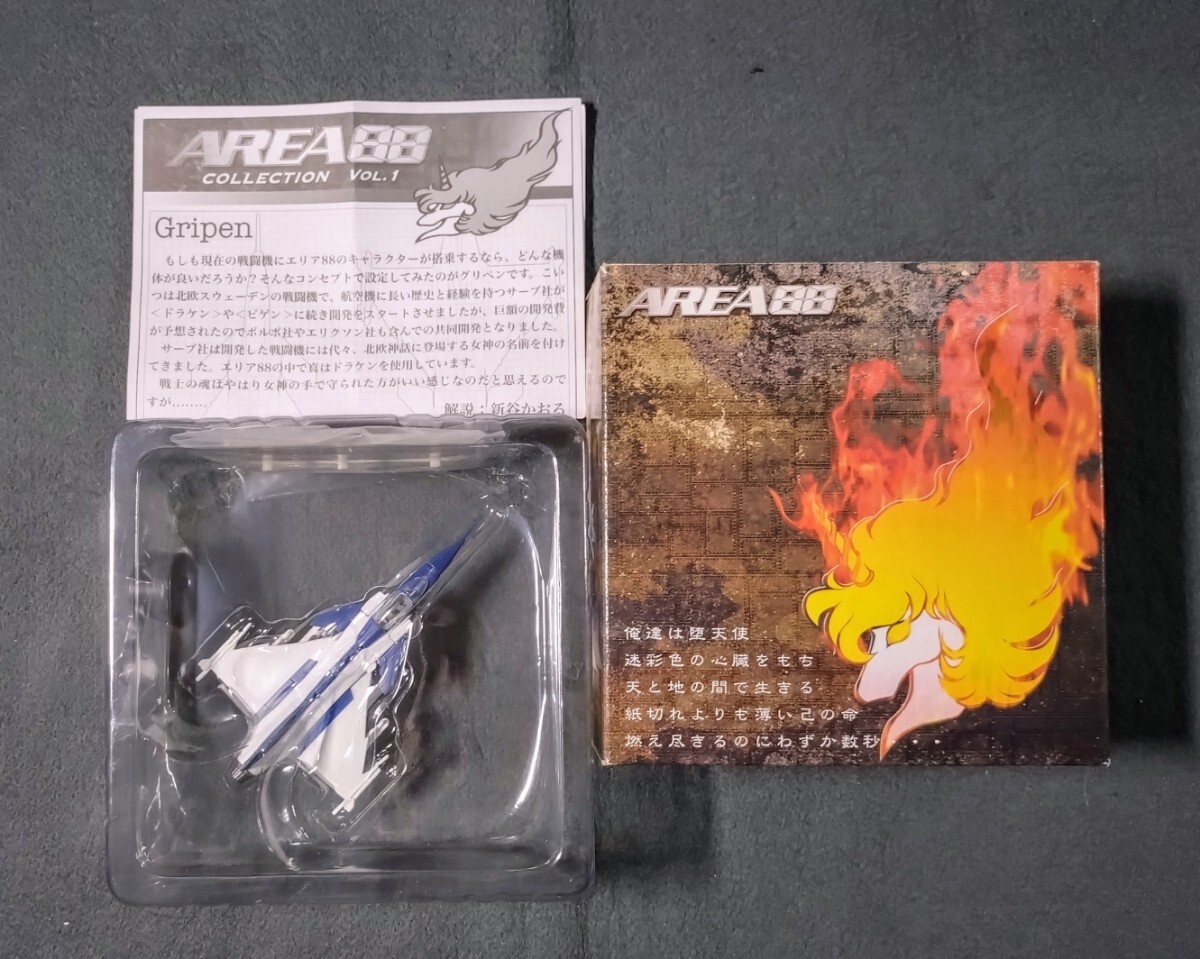 AREA88
COLLECTION VOL.1
Gripen
もしも現在の戦闘機にエリア88のキャラクターが搭乗するなら、どんな機
体が良いだろうか?そんなコンセプトで設定してみたのがグリペンです。こい
つは北欧スウェーデンの戦闘機で、航空機に長い歴史と経験を持つサーブ社が
<ドラケン>や<ビゲン>に続き開発をスタートさせましたが、巨額の開発費
が予想されたのでボルボ社やエリクソン社も含んでの共同開発となりました。
サーブ社は開発した戦闘機には代々、北欧神話に登場する女神の名前を付け
てきました。エリア88の中で真はドラケンを使用しています。
戦士の魂はやはり女神の手で守られた方がいい感じなのだと思えるので
すが……..
解説:新谷かおる
AREA88
俺達は堕天使
迷彩色の心臓をもち
天と地の間で生きる
紙切れよりも薄い己の命
燃え尽きるのにわずか数秒・・・